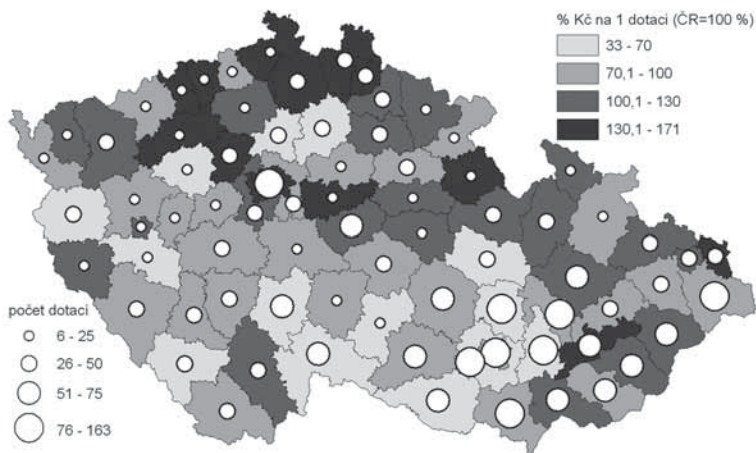 % Kč na 1 dotaci (ČR=100 %)
33 - 70
70,1 - 100
100,1 - 130
130,1 - 171
počet dotací
6 - 25
26 - 50
51 - 75
76 - 163